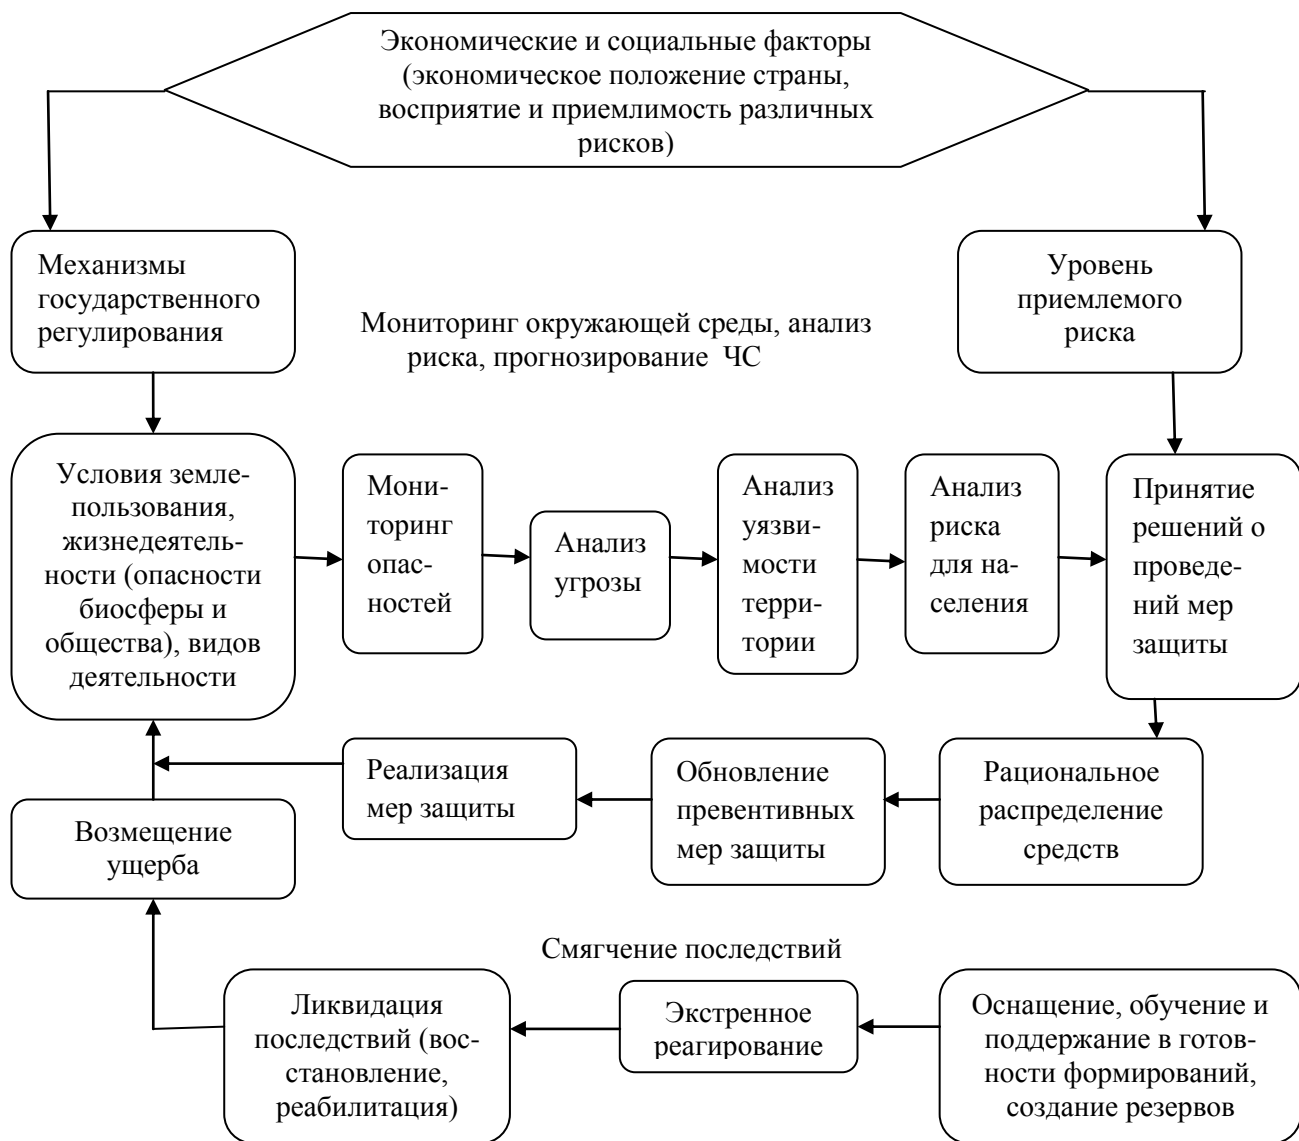 Экономические и социальные факторы
(экономическое положение страны,
восприятие и приемлимость различных
рисков)
Механизмы
государственного
регулирования
Уровень
приемлемого
риска
Мониторинг окружающей среды, анализ
риска, прогнозирование ЧС
Условия земле-
пользования,
жизнедеятель-
ности (опасности
биосферы и
общества), видов
деятельности
Мони-
торинг
опас-
ностей
Анализ
угрозы
Анализ
уязви-
мости
терри-
тории
Анализ
риска
для на-
селения
Принятие
решений о
проведе-
ний мер
защиты
Реализация
мер защиты
Обновление
превентивных
мер защиты
Рациональное
распределение
средств
Возмещение
ущерба
Смягчение последствий
Ликвидация
последствий (вос-
становление,
реабилитация)
Экстренное
реагирование
Оснащение, обучение и
поддержание в готов-
ности формирований,
создание резервов